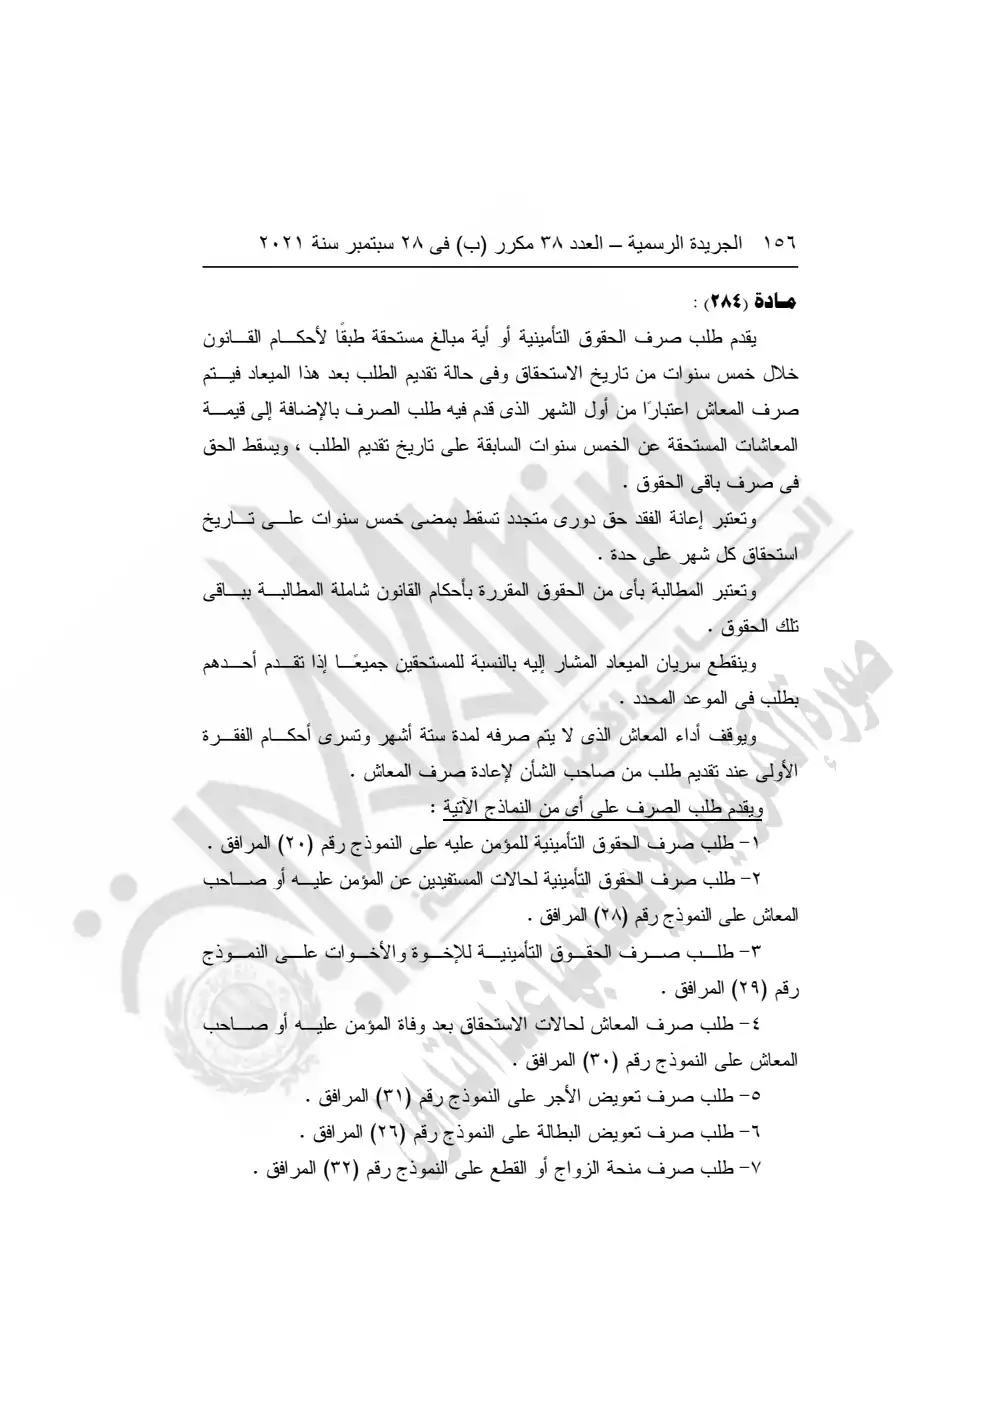 ١٥٦ الجريدة الرسمية – العدد ٣٨ مكرر (ب) فى ٢٨ سبتمبر سنة ٢٠٢١
مادة (٢٨٤) :
يقدم طلب صرف الحقوق التأمينية أو أية مبالغ مستحقة طبقًا لأحكام القانون
خلال خمس سنوات من تاريخ الاستحقاق وفى حالة تقديم الطلب بعد هذا الميعاد فيتم
صرف المعاش اعتبارًا من أول الشهر الذى قدم فيه طلب الصرف بالإضافة إلى قيمة
المعاشات المستحقة عن الخمس سنوات السابقة على تاريخ تقديم الطلب ، ويسقط الحق
فى صرف باقى الحقوق .
وتعتبر إعانة الفقد حق دورى متجدد تسقط بمضى خمس سنوات على تاريخ
استحقاق كل شهر على حدة .
وتعتبر المطالبة بأى من الحقوق المقررة بأحكام القانون شاملة المطالبة بباقى
تلك الحقوق .
وينقطع سريان الميعاد المشار إليه بالنسبة للمستحقين جميعًا إذا تقدم أحدهم
بطلب فى الموعد المحدد .
ويوقف أداء المعاش الذى لا يتم صرفه لمدة ستة أشهر وتسرى أحكام الفقرة
الأولى عند تقديم طلب من صاحب الشأن لإعادة صرف المعاش .
ويقدم طلب الصرف على أى من النماذج الآتية :
١- طلب صرف الحقوق التأمينية للمؤمن عليه على النموذج رقم (٢٠) المرافق .
٢- طلب صرف الحقوق التأمينية لحالات المستفيدين عن المؤمن عليه أو صاحب
المعاش على النموذج رقم (٢٨) المرافق .
٣- طلب صرف الحقوق التأمينية للإخوة والأخوات على النموذج
رقم (٢٩) المرافق .
٤- طلب صرف المعاش لحالات الاستحقاق بعد وفاة المؤمن عليه أو صاحب
المعاش على النموذج رقم (٣٠) المرافق .
٥- طلب صرف تعويض الأجر على النموذج رقم (٣١) المرافق .
٦- طلب صرف تعويض البطالة على النموذج رقم (٢٦) المرافق .
٧- طلب صرف منحة الزواج أو القطع على النموذج رقم (٣٢) المرافق .
صورة إلكترونية لا يعتد بها عند التداول